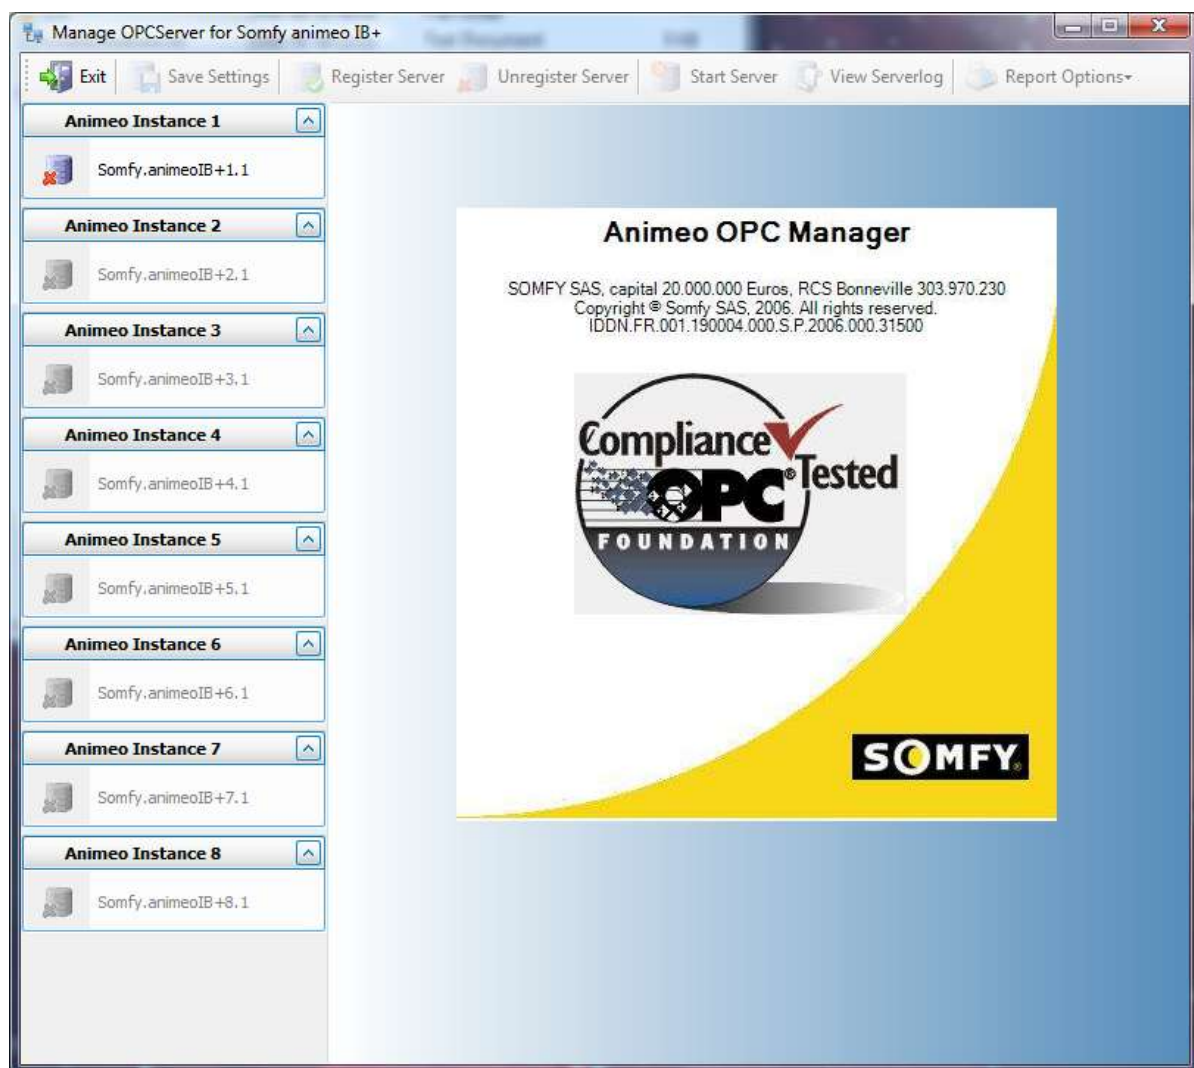 Manage OPCServer for Somfy animeo IB+
Exit Save Settings Register Server Unregister Server Start Server View Serverlog Report Options
Animeo Instance 1
Somfy.animeoIB+1.1
Animeo Instance 2
Somfy.animeoIB+2.1
Animeo Instance 3
Somfy.animeoIB+3.1
Animeo Instance 4
Somfy.animeoIB+4.1
Animeo Instance 5
Somfy.animeoIB+5.1
Animeo Instance 6
Somfy.animeoIB+6.1
Animeo Instance 7
Somfy.animeoIB+7.1
Animeo Instance 8
Somfy.animeoIB+8.1
Animeo OPC Manager
SOMFY SAS, capital 20.000.000 Euros, RCS Bonneville 303.970.230
Copyright © Somfy SAS, 2006. All rights reserved.
IDDN.FR.001.190004.000.S.P.2006.000.31500
Compliance
Tested
OPC®
FOUNDATION
SOMFY®